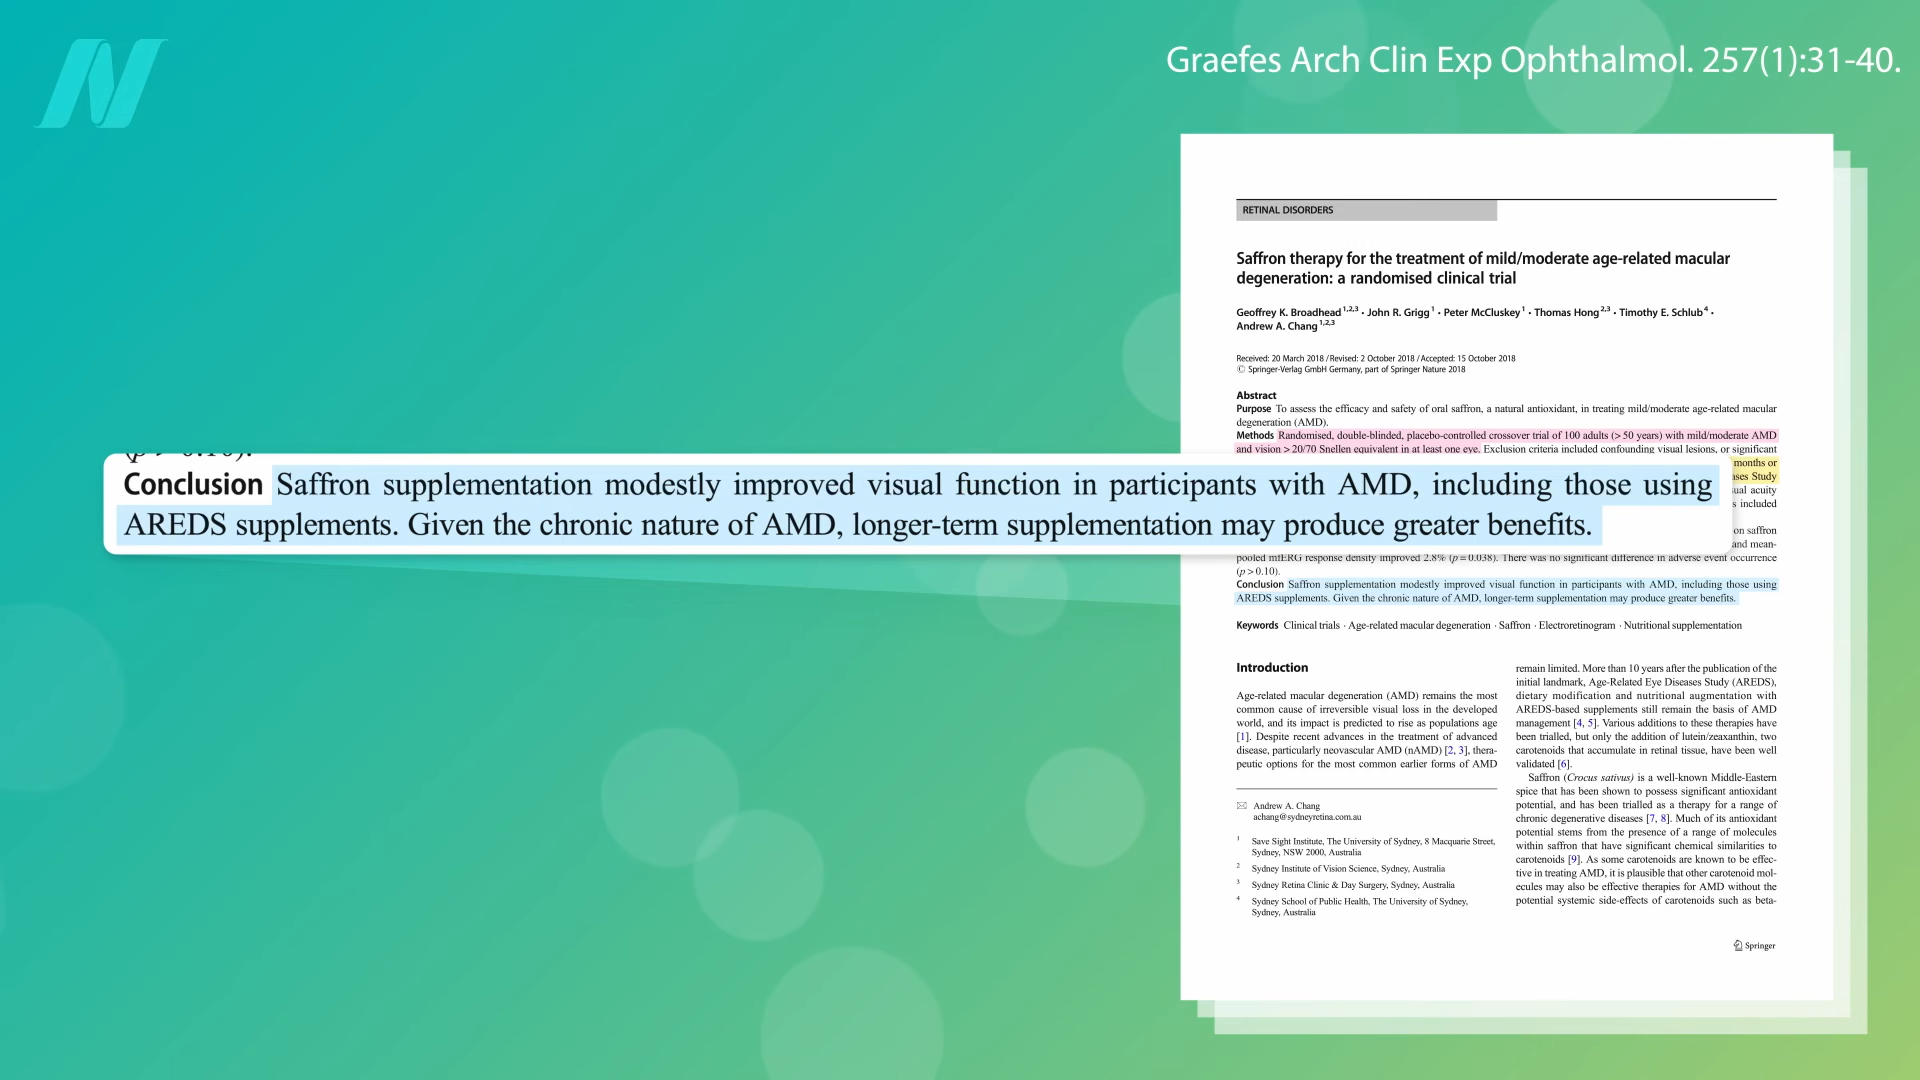 Graefes Arch Clin Exp Ophthalmol. 257(1):31-40.
RETINAL DISORDERS
Saffron therapy for the treatment of mild/moderate age-related macular
degeneration: a randomised clinical trial
Geoffrey K. Broadhead 1,2,3 · John R. Grigg 1 · Peter McCluskey 1 · Thomas Hong 2,3 · Timothy E. Schlub 4 ·
Andrew A. Chang 1,2,3
Received: 20 March 2018 / Revised: 2 October 2018 / Accepted: 15 October 2018
© Springer-Verlag GmbH Germany, part of Springer Nature 2018
Abstract
Purpose To assess the efficacy and safety of oral saffron, a natural antioxidant, in treating mild/moderate age-related macular
degeneration (AMD).
Methods Randomised, double-blinded, placebo-controlled crossover trial of 100 adults (> 50 years) with mild/moderate AMD
and vision > 20/70 Snellen equivalent in at least one eye. Exclusion criteria included confounding visual lesions, or significant
months or
ases Study
ual acuity
s included
on saffron
and mean-
Conclusion Saffron supplementation modestly improved visual function in participants with AMD, including those using
AREDS supplements. Given the chronic nature of AMD, longer-term supplementation may produce greater benefits.
pooled mfERG response density improved 2.8% (p = 0.038). There was no significant difference in adverse event occurrence
(p > 0.10).
Conclusion Saffron supplementation modestly improved visual function in participants with AMD, including those using
AREDS supplements. Given the chronic nature of AMD, longer-term supplementation may produce greater benefits.
Keywords Clinical trials · Age-related macular degeneration · Saffron · Electroretinogram · Nutritional supplementation
Introduction
Age-related macular degeneration (AMD) remains the most
common cause of irreversible visual loss in the developed
world, and its impact is predicted to rise as populations age
[1]. Despite recent advances in the treatment of advanced
disease, particularly neovascular AMD (nAMD) [2, 3], thera-
peutic options for the most common earlier forms of AMD
remain limited. More than 10 years after the publication of the
initial landmark, Age-Related Eye Diseases Study (AREDS),
dietary modification and nutritional augmentation with
AREDS-based supplements still remain the basis of AMD
management [4, 5]. Various additions to these therapies have
been trialled, but only the addition of lutein/zeaxanthin, two
carotenoids that accumulate in retinal tissue, have been well
validated [6].
Saffron (Crocus sativus) is a well-known Middle-Eastern
spice that has been shown to possess significant antioxidant
potential, and has been trialled as a therapy for a range of
chronic degenerative diseases [7, 8]. Much of its antioxidant
potential stems from the presence of a range of molecules
within saffron that have significant chemical similarities to
carotenoids [9]. As some carotenoids are known to be effec-
tive in treating AMD, it is plausible that other carotenoid mol-
ecules may also be effective therapies for AMD without the
potential systemic side-effects of carotenoids such as beta-
Andrew A. Chang
achang@sydneyretina.com.au
1 Save Sight Institute, The University of Sydney, 8 Macquarie Street,
Sydney, NSW 2000, Australia
2 Sydney Institute of Vision Science, Sydney, Australia
3 Sydney Retina Clinic & Day Surgery, Sydney, Australia
4 Sydney School of Public Health, The University of Sydney,
Sydney, Australia
Springer